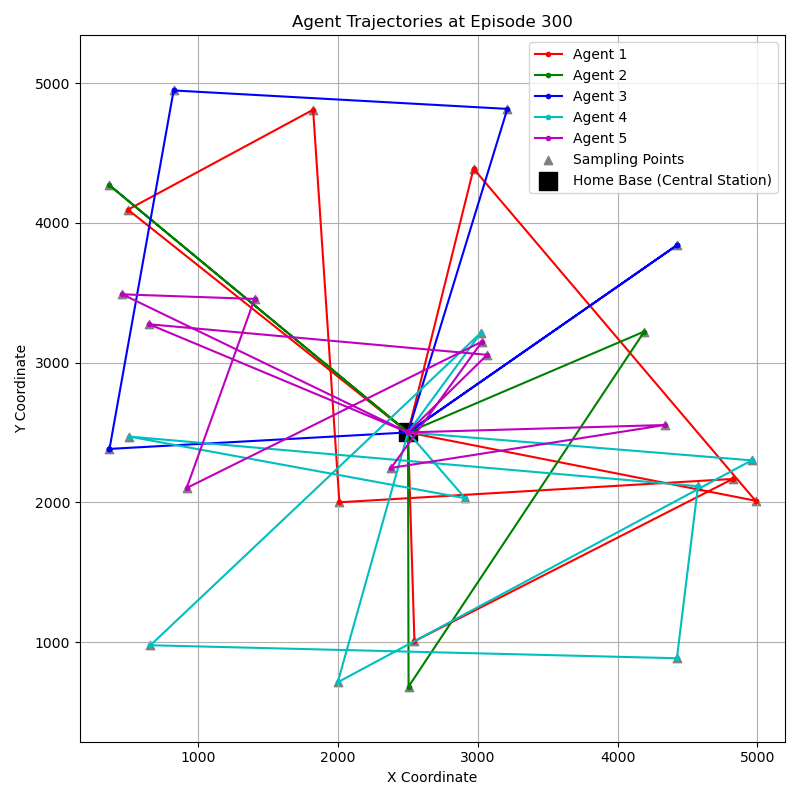 Agent Trajectories at Episode 300
Agent 1
Agent 2
Agent 3
Agent 4
Agent 5
Sampling Points
Home Base (Central Station)
Y Coordinate
5000
4000
3000
2000
1000
1000 2000 3000 4000 5000
X Coordinate